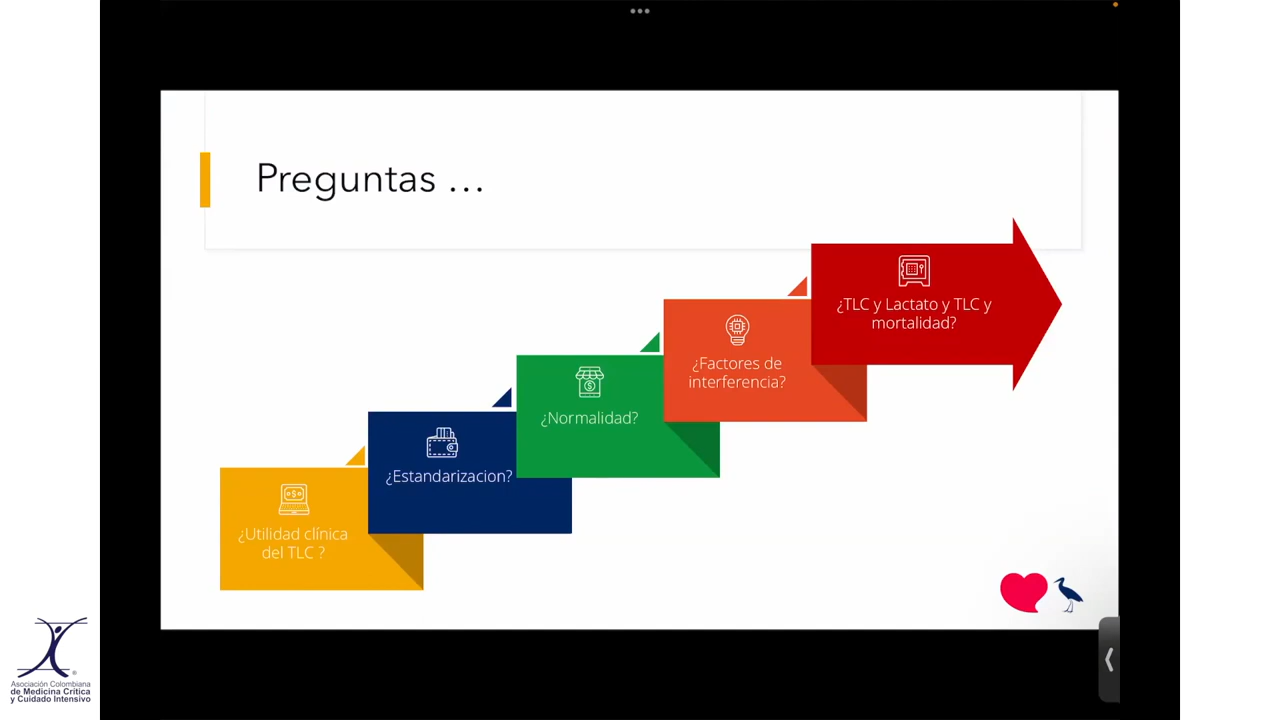 Preguntas ...
¿TLC y Lactato y TLC y
mortalidad?
¿Factores de
interferencia?
¿Normalidad?
¿Estandarizacion?
¿Utilidad clínica
del TLC ?
Asociación Colombiana
de Medicina Crítica
y Cuidado Intensivo